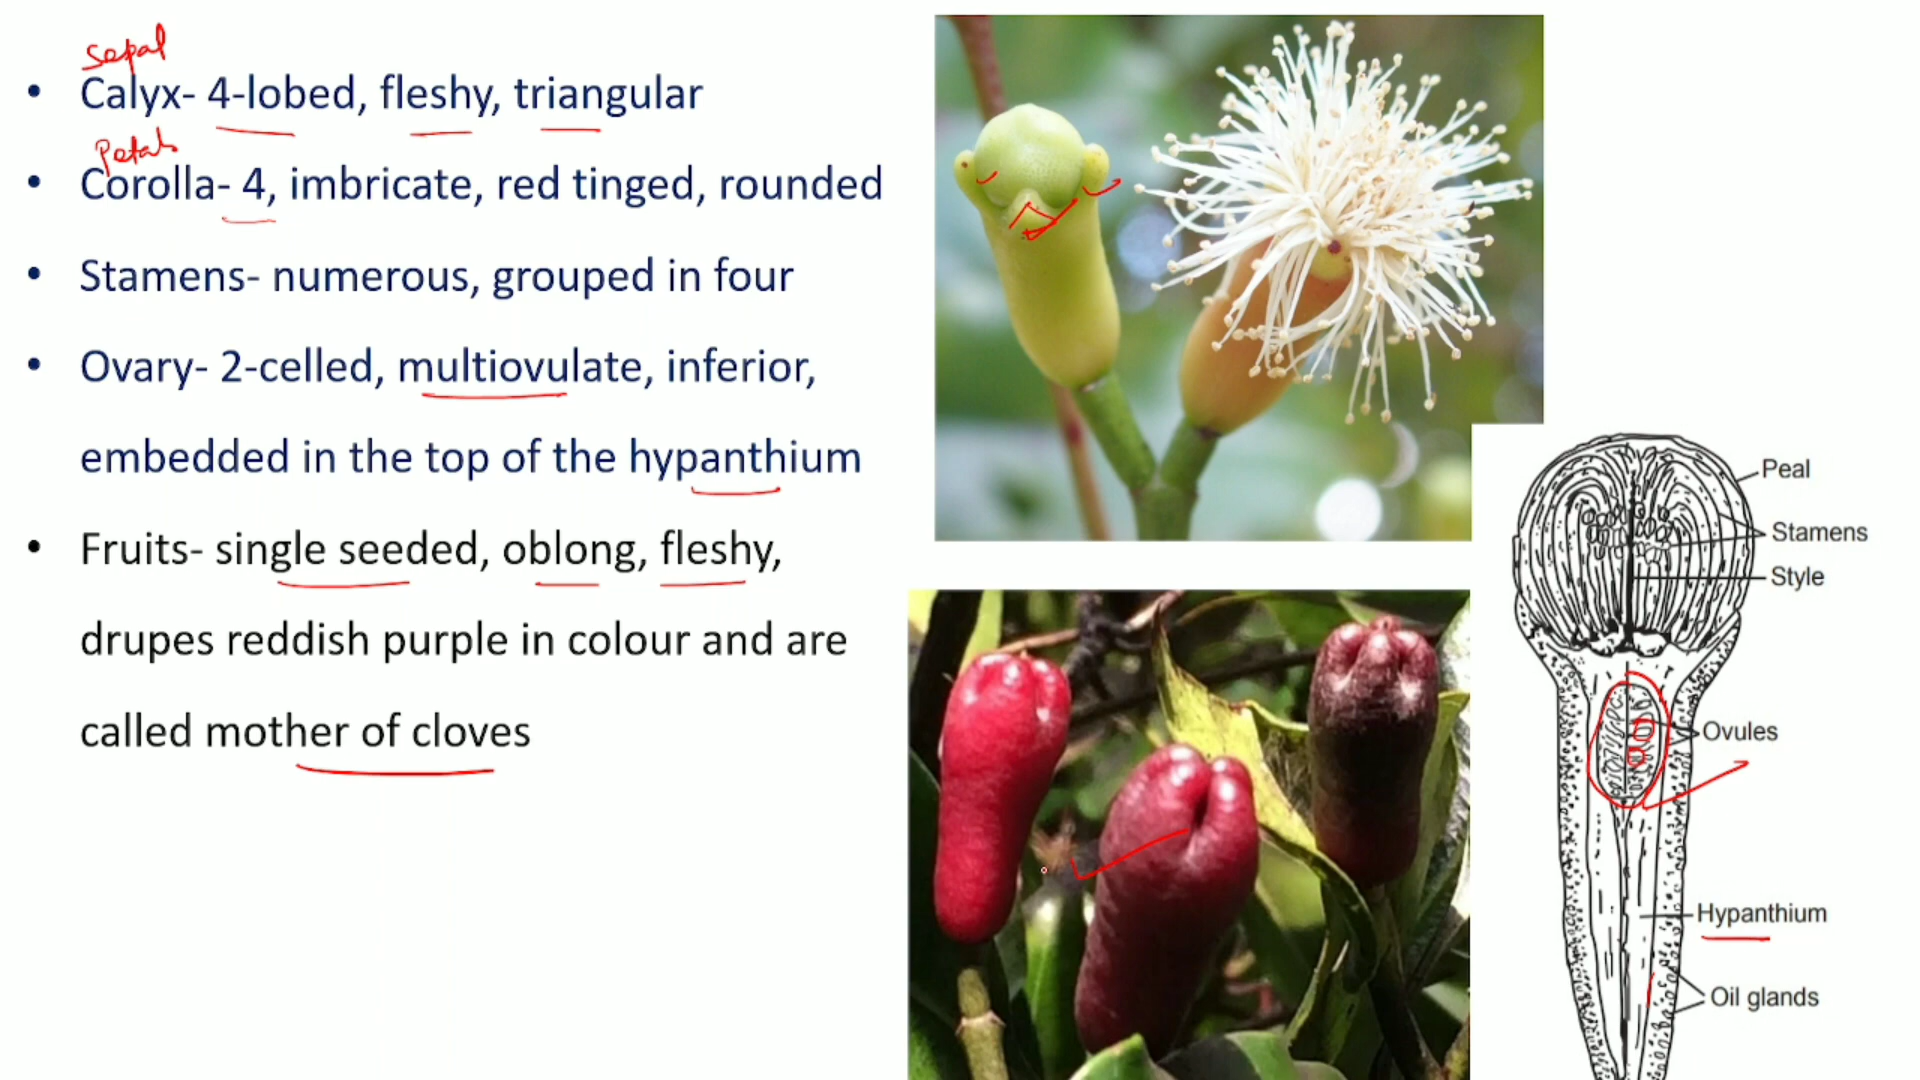 Sepal
• Calyx- 4-lobed, fleshy, triangular
Petals
• Corolla- 4, imbricate, red tinged, rounded
• Stamens- numerous, grouped in four
• Ovary- 2-celled, multiovulate, inferior,
embedded in the top of the hypanthium
• Fruits- single seeded, oblong, fleshy,
drupes reddish purple in colour and are
called mother of cloves
Peal
Stamens
Style
Ovules
Hypanthium
Oil glands